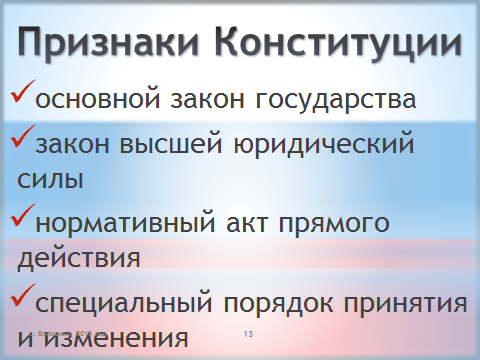 Признаки Конституции
основной закон государства
закон высшей юридический
силы
нормативный акт прямого
действия
специальный порядок принятия
и изменения
13